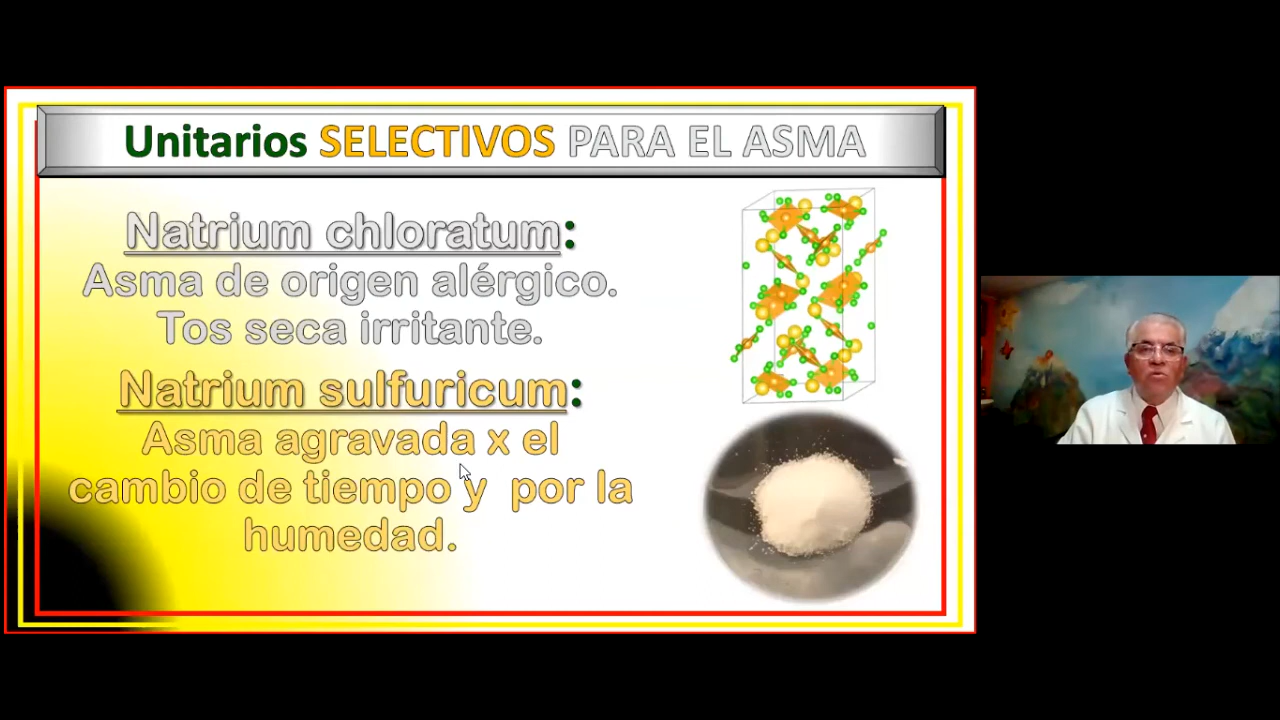 Unitarios SELECTIVOS PARA EL ASMA
Natrium chloratum:
Asma de origen alérgico.
Tos seca irritante.
Natrium sulfuricum:
Asma agravada x el
cambio de tiempo y por la
humedad.